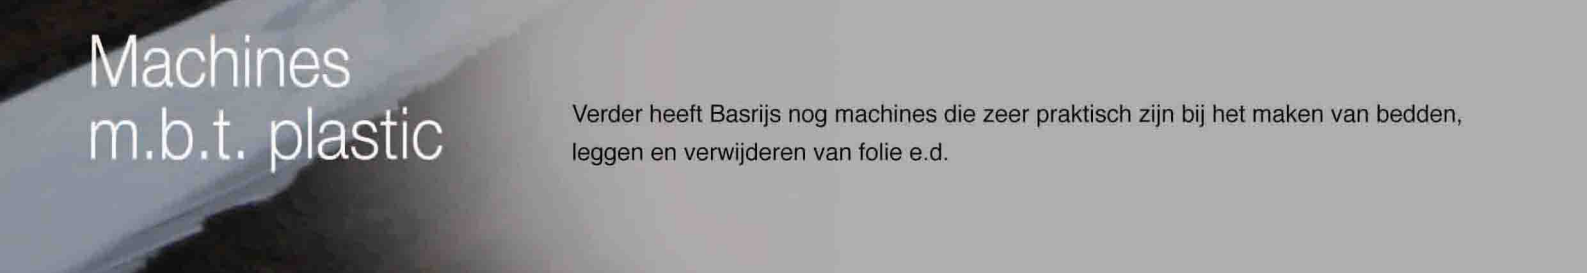 Machines
m.b.t. plastic
Verder heeft Basrijs nog machines die zeer praktisch zijn bij het maken van bedden,
leggen en verwijderen van folie e.d.